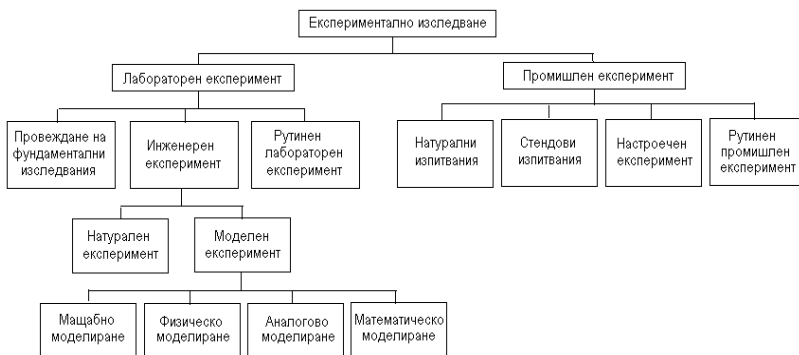 Експериментално изследване
Лабораторен експеримент
Промишлен експеримент
Провеждане на
фундаментални
изследвания
Инженерен
експеримент
Рутинен
лабораторен
експеримент
Натурални
изпитвания
Стендови
изпитвания
Настроечен
експеримент
Рутинен
промишлен
експеримент
Натурален
експеримент
Моделен
експеримент
Мащабно
моделиране
Физическо
моделиране
Аналогово
моделиране
Математическо
моделиране